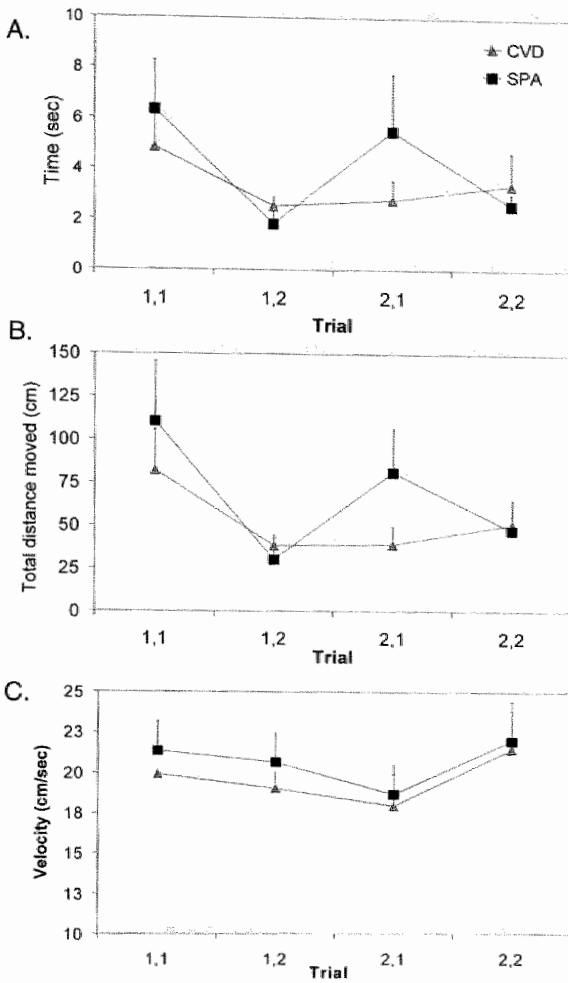 A.
10
8
6
4
2
0
Time (sec)
CVD
SPA
1,1 1,2 2,1 2,2
Trial
B.
150
125
100
75
50
25
0
Total distance moved (cm)
1,1 1,2 2,1 2,2
Trial
C.
25
23
20
18
15
13
10
Velocity (cm/sec)
1,1 1,2 2,1 2,2
Trial